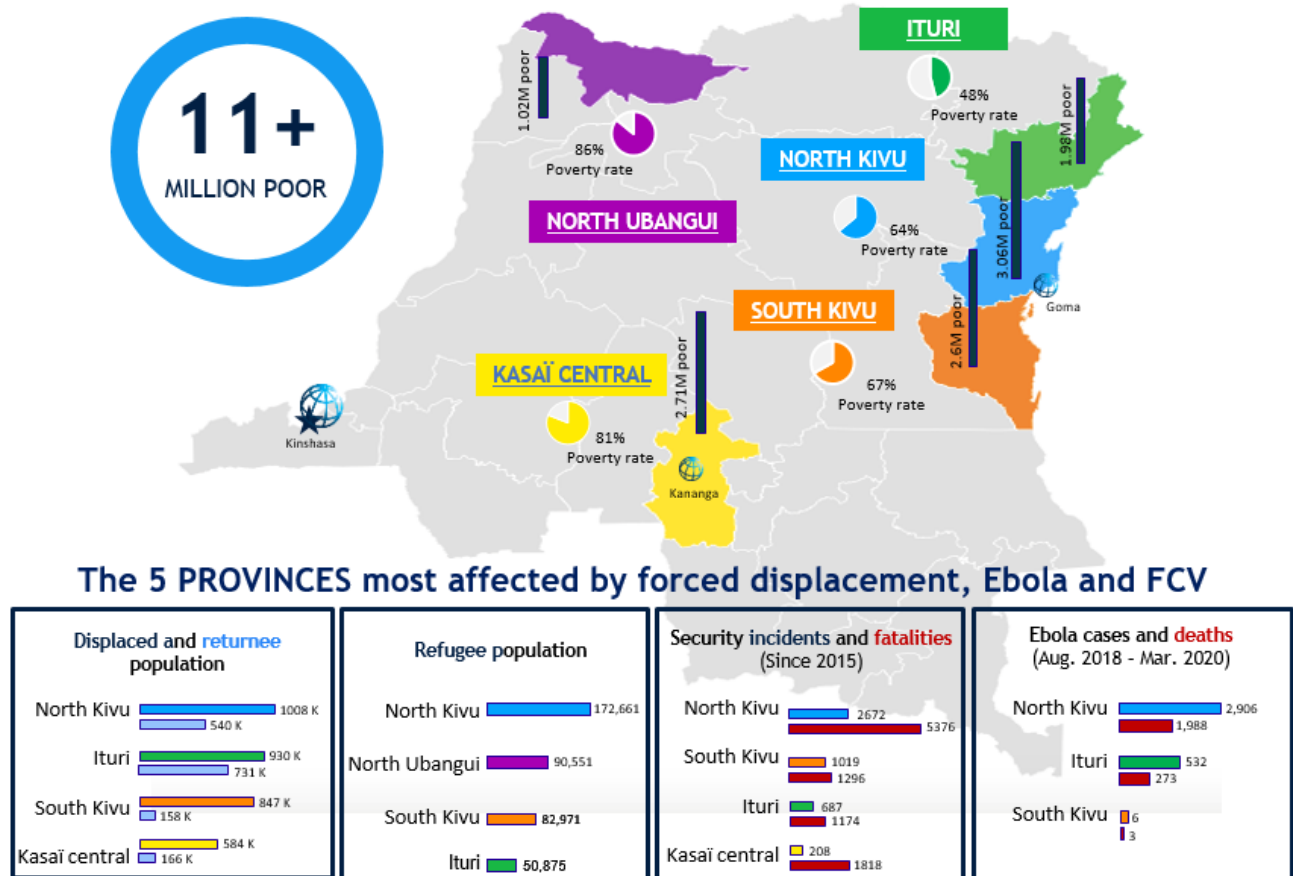 11+
MILLION POOR
1.02M poor
86%
Poverty rate
NORTH UBANGUI
ITURI
48%
Poverty rate
1.98M poor
NORTH KIVU
64%
Poverty rate
3.06M poor
Goma
SOUTH KIVU
67%
Poverty rate
2.6M poor
KASAÏ CENTRAL
81%
Poverty rate
2.71M poor
Kananga
Kinshasa
The 5 PROVINCES most affected by forced displacement, Ebola and FCV
Displaced and returnee
population
North Kivu
1008 K
540 K
Ituri
930 K
731 K
South Kivu
847 K
158 K
Kasaï central
584 K
166 K
Refugee population
North Kivu
172,661
North Ubangui
90,551
South Kivu
82,971
Ituri
50,875
Security incidents and fatalities
(Since 2015)
North Kivu
2672
5376
South Kivu
1019
1296
Ituri
687
1174
Kasaï central
208
1818
Ebola cases and deaths
(Aug. 2018 - Mar. 2020)
North Kivu
2,906
1,988
Ituri
532
273
South Kivu
6
3